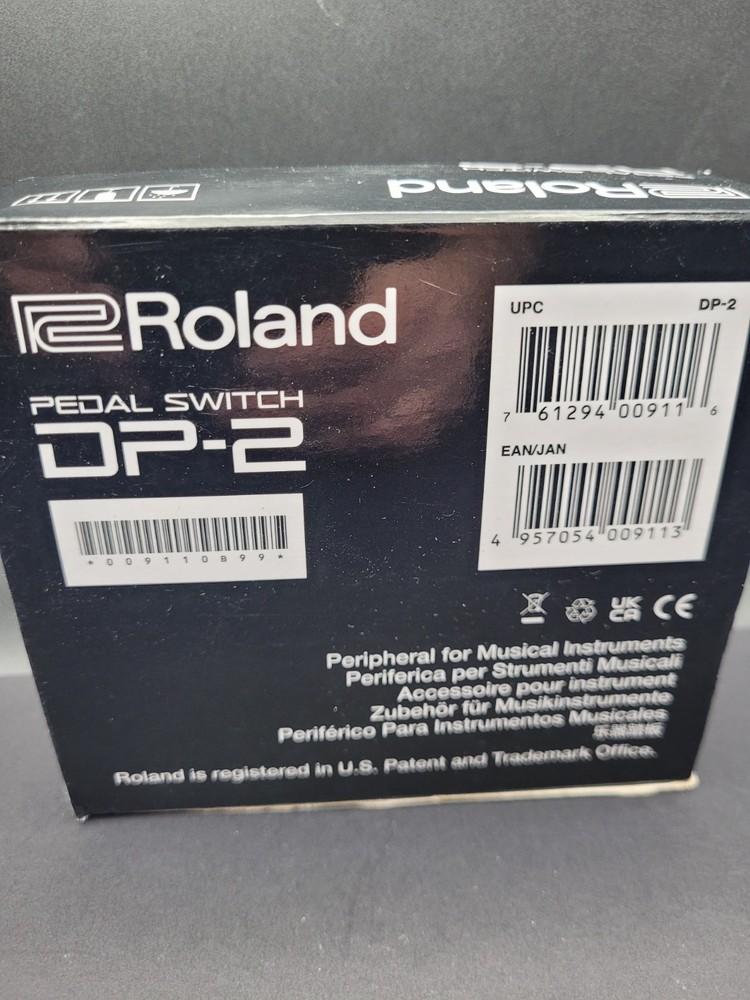 Roland
Roland
PEDAL SWITCH
DP-2
*009110899*
UPC DP-2
7 61294 00911 6
EAN/JAN
4 957054 009113
UK
CA
CE
Peripheral for Musical Instruments
Periferica per Strumenti Musicali
Accessoire pour instrument
Zubehör für Musikinstrumente
Periférico Para Instrumentos Musicales
Roland is registered in U.S. Patent and Trademark Office.